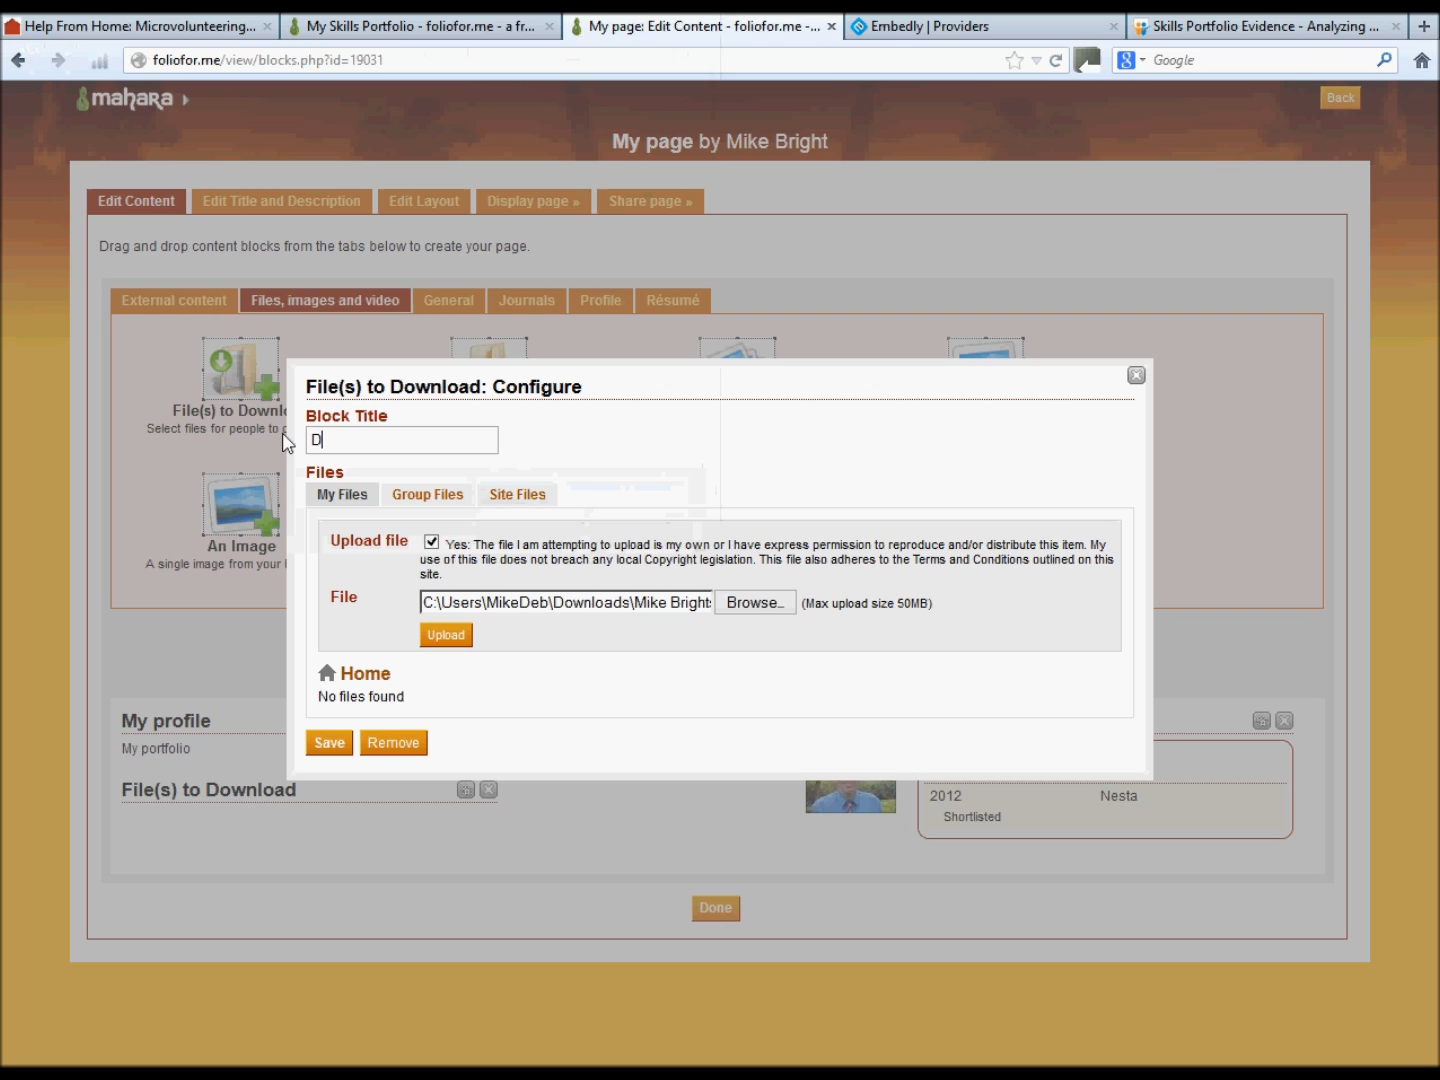 Help From Home: Microvolunteering...
My Skills Portfolio - foliofor.me - a fr...
My page: Edit Content - foliofor.me -...
Embedly | Providers
Skills Portfolio Evidence - Analyzing ...
foliofor.me/view/blocks.php?id=19031
Google
mahara
Back
My page by Mike Bright
Edit Content
Edit Title and Description
Edit Layout
Display page »
Share page »
Drag and drop content blocks from the tabs below to create your page.
External content
Files, images and video
General
Journals
Profile
Résumé
File(s) to Downlo
Select files for people to
An Image
A single image from your
File(s) to Download: Configure
Block Title
D
Files
My Files
Group Files
Site Files
Upload file
Yes: The file I am attempting to upload is my own or I have express permission to reproduce and/or distribute this item. My
use of this file does not breach any local Copyright legislation. This file also adheres to the Terms and Conditions outlined on this
site.
File
C:\Users\MikeDeb\Downloads\Mike Bright
Browse...
(Max upload size 50MB)
Upload
Home
No files found
Save
Remove
My profile
My portfolio
File(s) to Download
2012
Nesta
Shortlisted
Done